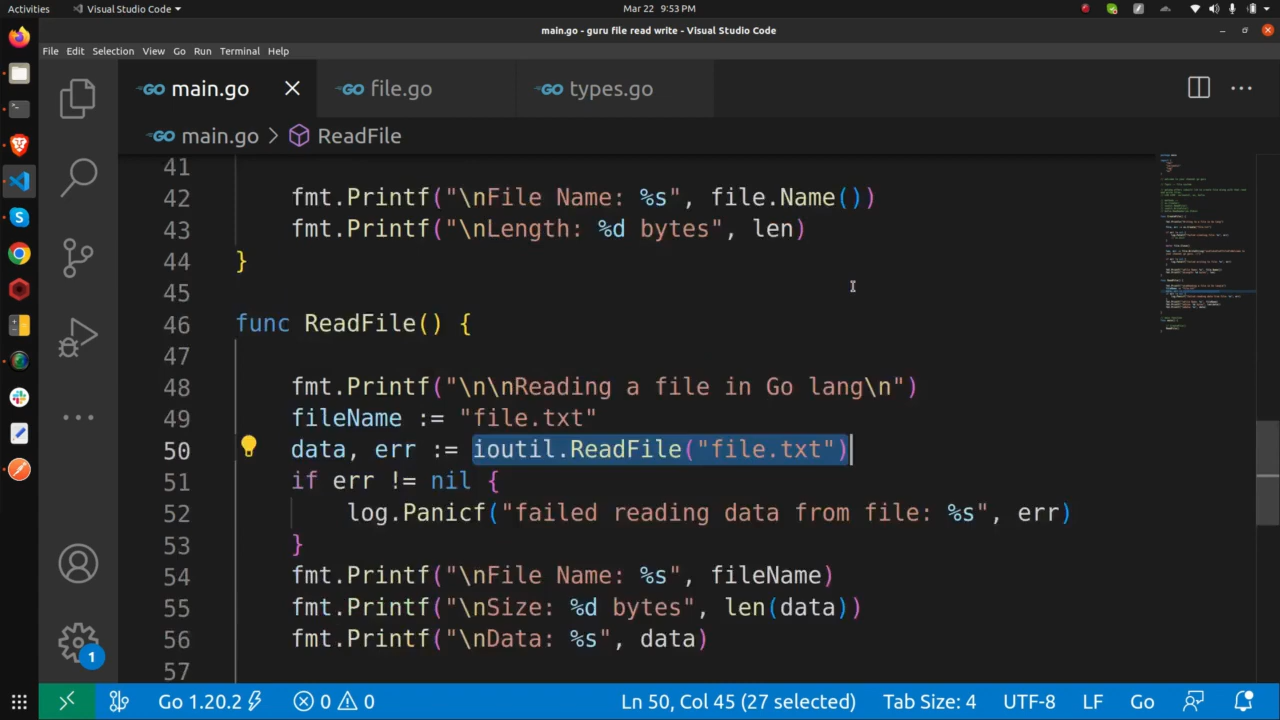 Activities Visual Studio Code Mar 22 9:53 PM
main.go - guru file read write - Visual Studio Code
File Edit Selection View Go Run Terminal Help
GO main.go GO file.go GO types.go
GO main.go > ReadFile
41
42 fmt.Printf("\nFile Name: %s", file.Name())
43 fmt.Printf("\nLength: %d bytes", len)
44 }
45
46 func ReadFile() {
47
48 fmt.Printf("\n\nReading a file in Go lang\n")
49 fileName := "file.txt"
50 data, err := ioutil.ReadFile("file.txt")
51 if err != nil {
52 log.Panicf("failed reading data from file: %s", err)
53 }
54 fmt.Printf("\nFile Name: %s", fileName)
55 fmt.Printf("\nSize: %d bytes", len(data))
56 fmt.Printf("\nData: %s", data)
57
1
Go 1.20.2 0 0 Ln 50, Col 45 (27 selected) Tab Size: 4 UTF-8 LF Go